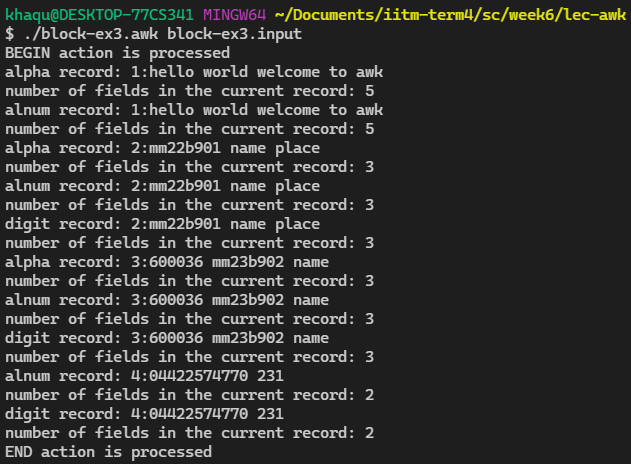 khaqu@DESKTOP-77CS341 MINGW64 ~/Documents/iitm-term4/sc/week6/lec-awk
$ ./block-ex3.awk block-ex3.input
BEGIN action is processed
alpha record: 1:hello world welcome to awk
number of fields in the current record: 5
alnum record: 1:hello world welcome to awk
number of fields in the current record: 5
alpha record: 2:mm22b901 name place
number of fields in the current record: 3
alnum record: 2:mm22b901 name place
number of fields in the current record: 3
digit record: 2:mm22b901 name place
number of fields in the current record: 3
alpha record: 3:600036 mm23b902 name
number of fields in the current record: 3
alnum record: 3:600036 mm23b902 name
number of fields in the current record: 3
digit record: 3:600036 mm23b902 name
number of fields in the current record: 3
alnum record: 4:04422574770 231
number of fields in the current record: 2
digit record: 4:04422574770 231
number of fields in the current record: 2
END action is processed